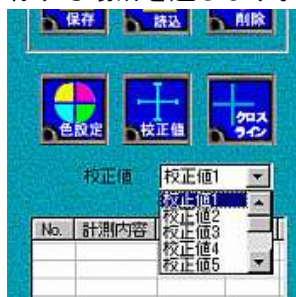 保存 読込 削除
色設定 校正値 クロスライン
校正値 校正値1
校正値1
校正値2
No. 計測内容 校正値3
校正値4
校正値5